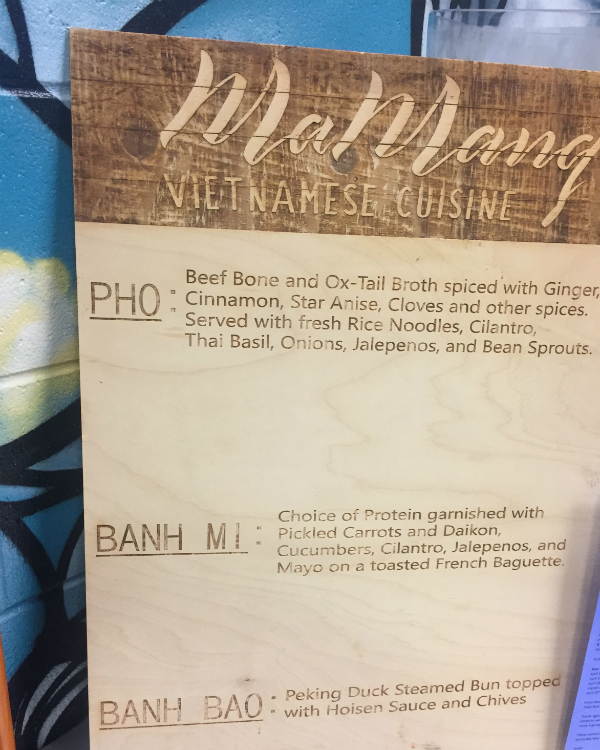 MaMang
VIETNAMESE CUISINE
PHO : Beef Bone and Ox-Tail Broth spiced with Ginger,
Cinnamon, Star Anise, Cloves and other spices.
Served with fresh Rice Noodles, Cilantro,
Thai Basil, Onions, Jalepenos, and Bean Sprouts.
BANH MI : Choice of Protein garnished with
Pickled Carrots and Daikon,
Cucumbers, Cilantro, Jalepenos, and
Mayo on a toasted French Baguette.
BANH BAO : Peking Duck Steamed Bun topped
with Hoisen Sauce and Chives